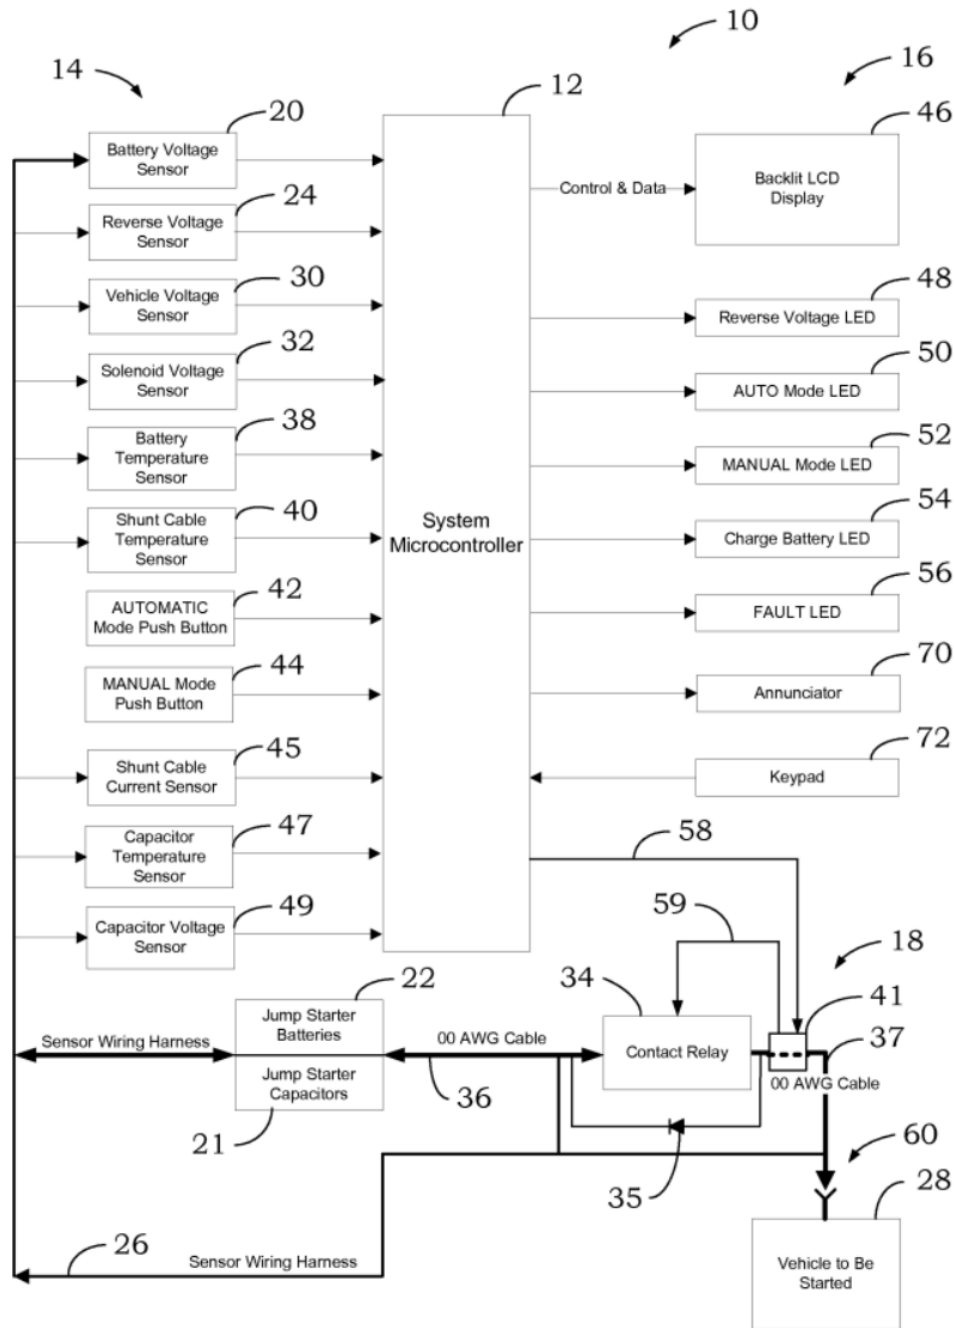 10
14
16
20
12
46
Battery Voltage
Sensor
Control & Data
Backlit LCD
Display
24
Reverse Voltage
Sensor
30
Vehicle Voltage
Sensor
48
Reverse Voltage LED
32
Solenoid Voltage
Sensor
50
AUTO Mode LED
38
Battery
Temperature
Sensor
52
MANUAL Mode LED
40
Shunt Cable
Temperature
Sensor
System
Microcontroller
54
Charge Battery LED
42
AUTOMATIC
Mode Push Button
56
FAULT LED
44
MANUAL Mode
Push Button
70
Annunciator
45
Shunt Cable
Current Sensor
72
Keypad
47
Capacitor
Temperature
Sensor
58
49
Capacitor Voltage
Sensor
59
18
22
34
41
Jump Starter
Batteries
Sensor Wiring Harness
00 AWG Cable
Contact Relay
37
Jump Starter
Capacitors
36
00 AWG Cable
21
35
60
28
26
Sensor Wiring Harness
Vehicle to Be
Started